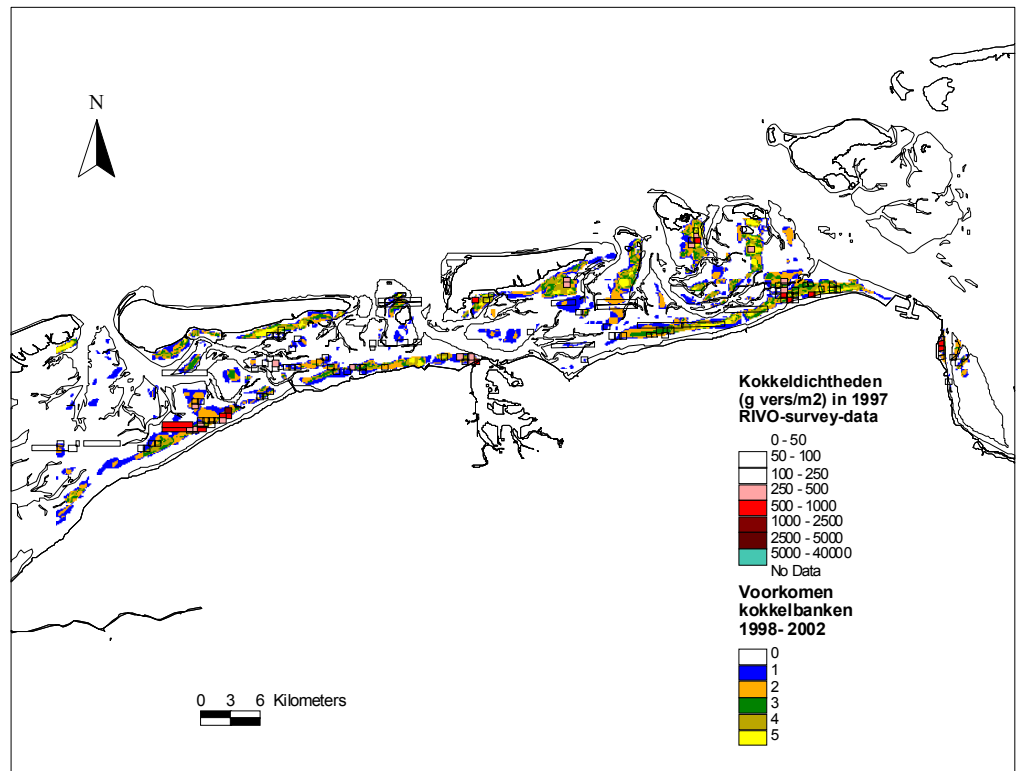 N
Kokkeldichtheden
(g vers/m2) in 1997
RIVO-survey-data
0 - 50
50 - 100
100 - 250
250 - 500
500 - 1000
1000 - 2500
2500 - 5000
5000 - 40000
No Data
Voorkomen
kokkelbanken
1998- 2002
0
1
2
3
4
5
0 3 6 Kilometers